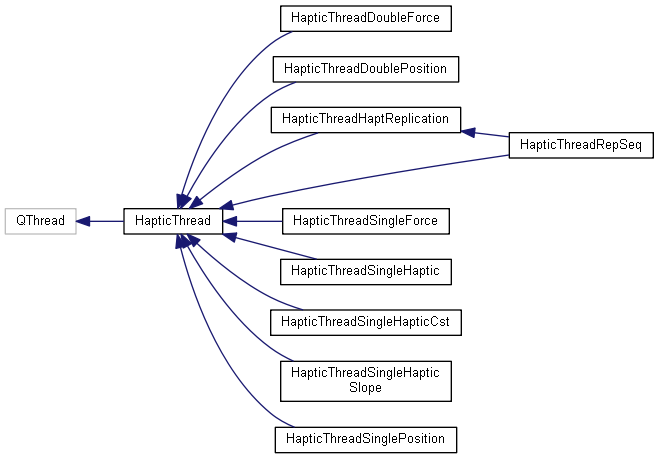 HapticThreadDoubleForce
HapticThreadDoublePosition
HapticThreadHaptReplication
HapticThreadRepSeq
QThread
HapticThread
HapticThreadSingleForce
HapticThreadSingleHaptic
HapticThreadSingleHapticCst
HapticThreadSingleHaptic
Slope
HapticThreadSinglePosition